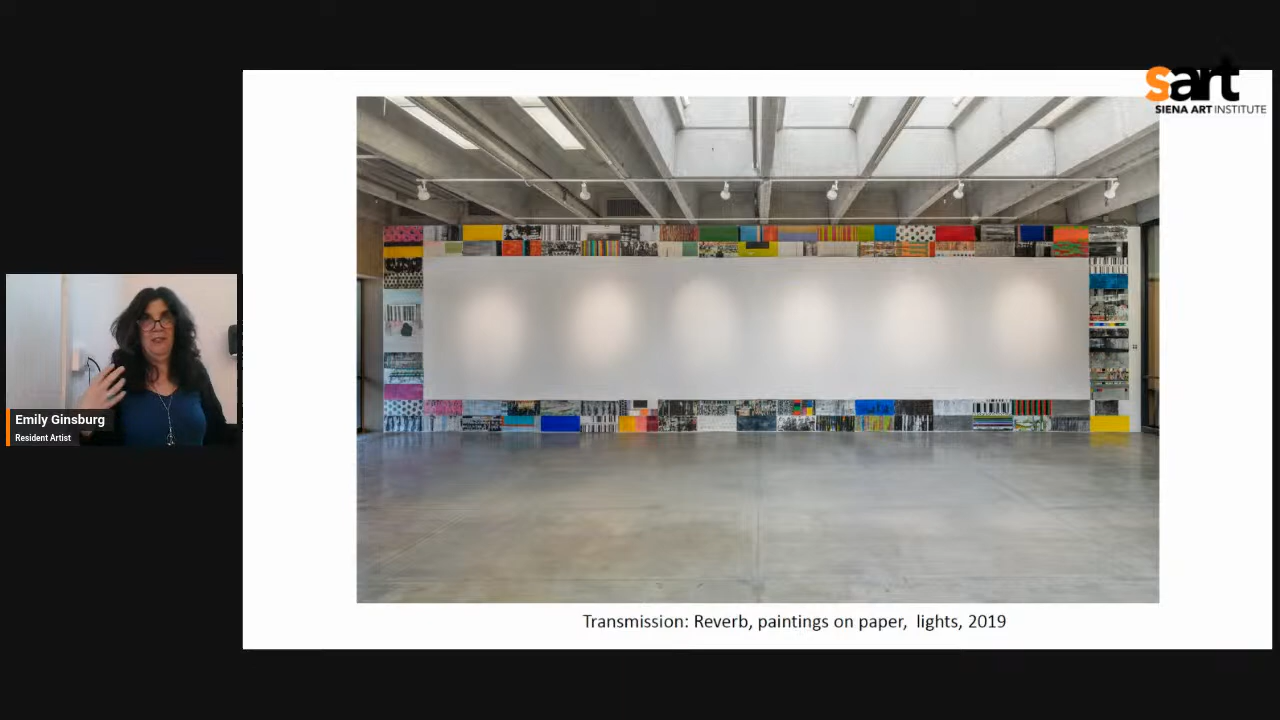 sart
SIENA ART INSTITUTE
Emily Ginsburg
Resident Artist
Transmission: Reverb, paintings on paper,  lights, 2019